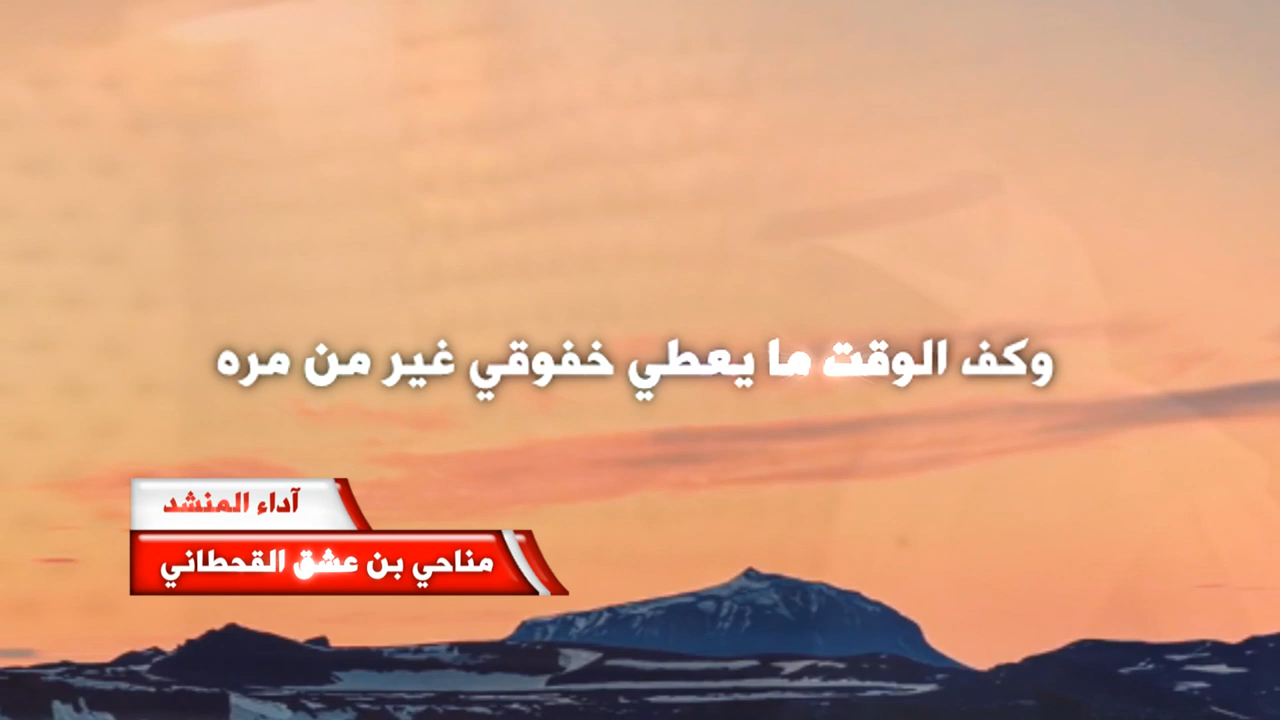 وكف الوقت ما يعطي خفوقي غير من مره
آداء المنشد
مناحي بن عشق القحطاني